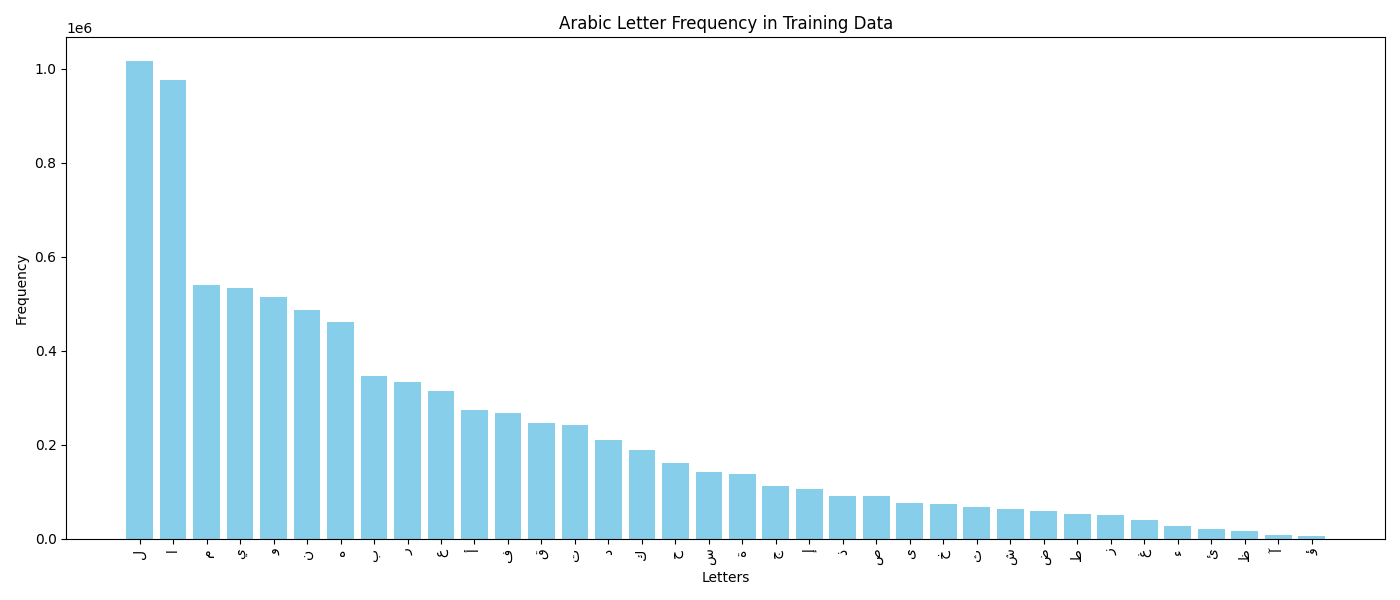 Arabic Letter Frequency in Training Data
1e6
1.0
0.8
0.6
0.4
0.2
0.0
Frequency
ل ا م ي و ن ه ب ر ع أ ف ق ت د ك ح س ة ج إ ذ ص ى خ ث ش ض ط ز غ ء ئ ظ آ ؤ
Letters